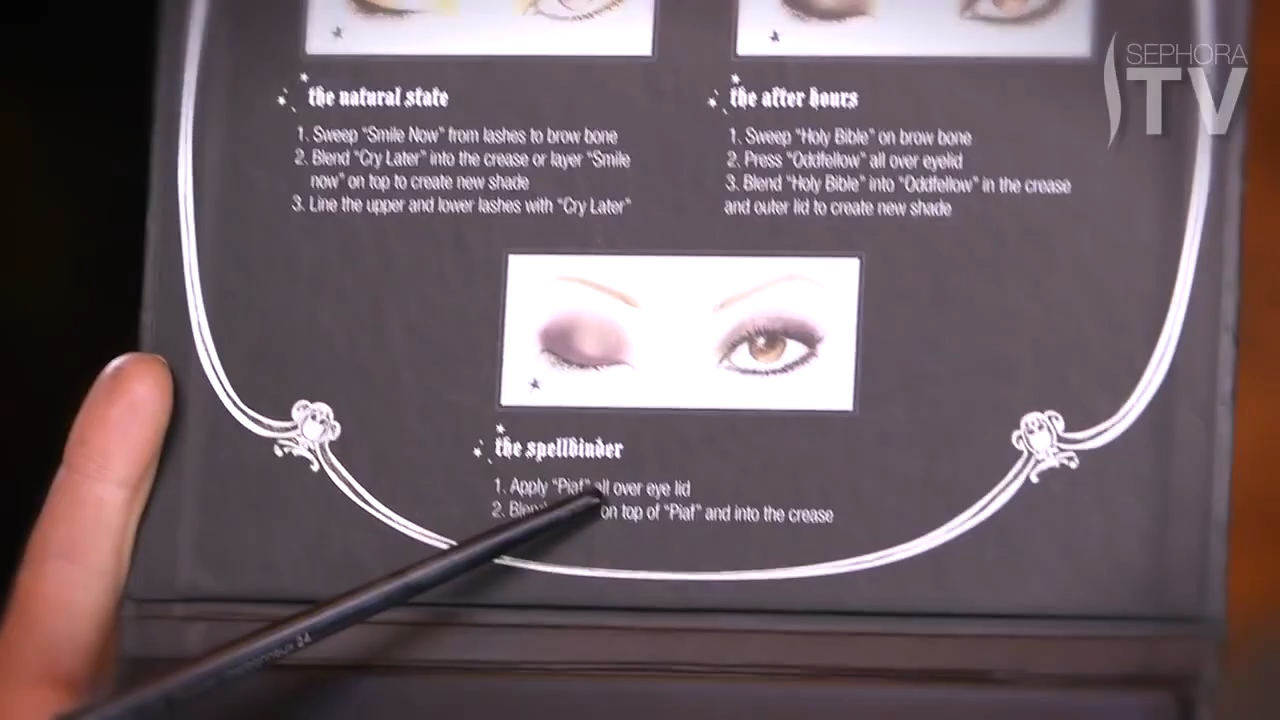 SEPHORA
TV
the natural state
1. Sweep "Smile Now" from lashes to brow bone
2. Blend "Cry Later" into the crease or layer "Smile
now" on top to create new shade
3. Line the upper and lower lashes with "Cry Later"
the after hours
1. Sweep "Holy Bible" on brow bone
2. Press "Oddfellow" all over eyelid
3. Blend "Holy Bible" into "Oddfellow" in the crease
and outer lid to create new shade
the spellbinder
1. Apply "Piaf" all over eye lid
2. on top of "Piaf" and into the crease
24